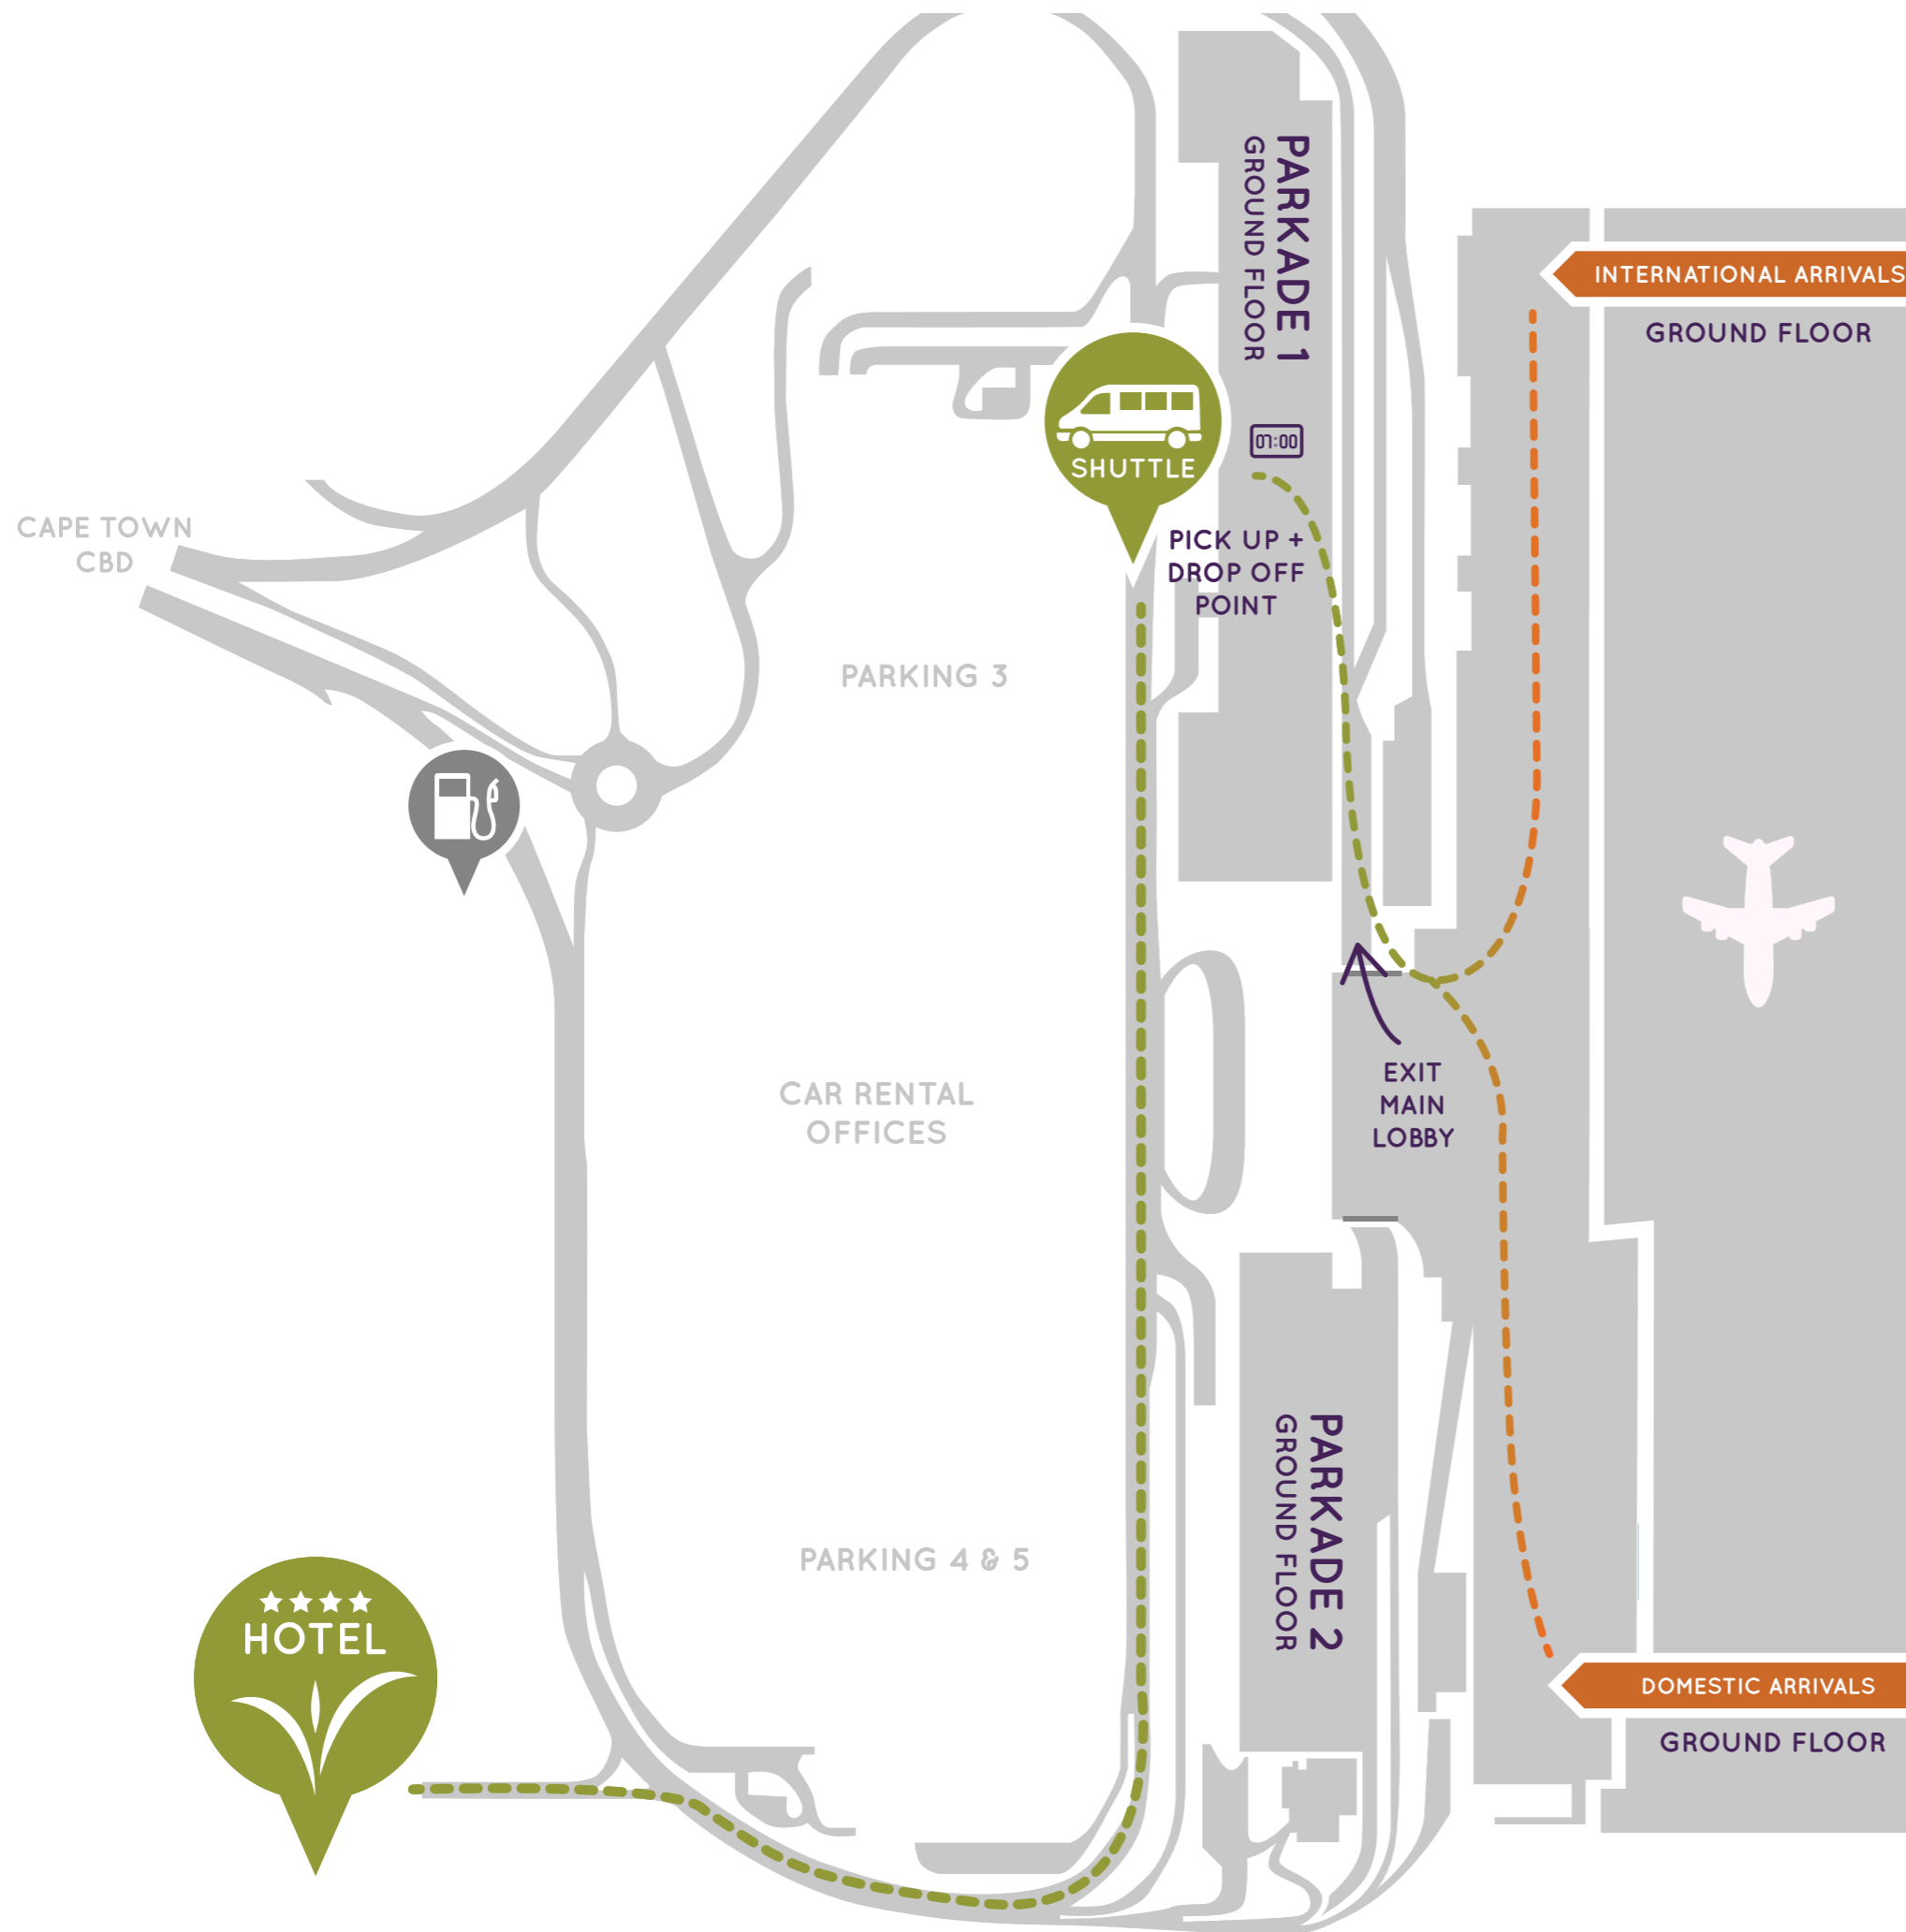 PARKADE 1
GROUND FLOOR
INTERNATIONAL ARRIVALS
GROUND FLOOR
07:00
SHUTTLE
PICK UP +
DROP OFF
POINT
CAPE TOWN
CBD
PARKING 3
EXIT
MAIN
LOBBY
CAR RENTAL
OFFICES
PARKADE 2
GROUND FLOOR
PARKING 4 & 5
HOTEL
DOMESTIC ARRIVALS
GROUND FLOOR